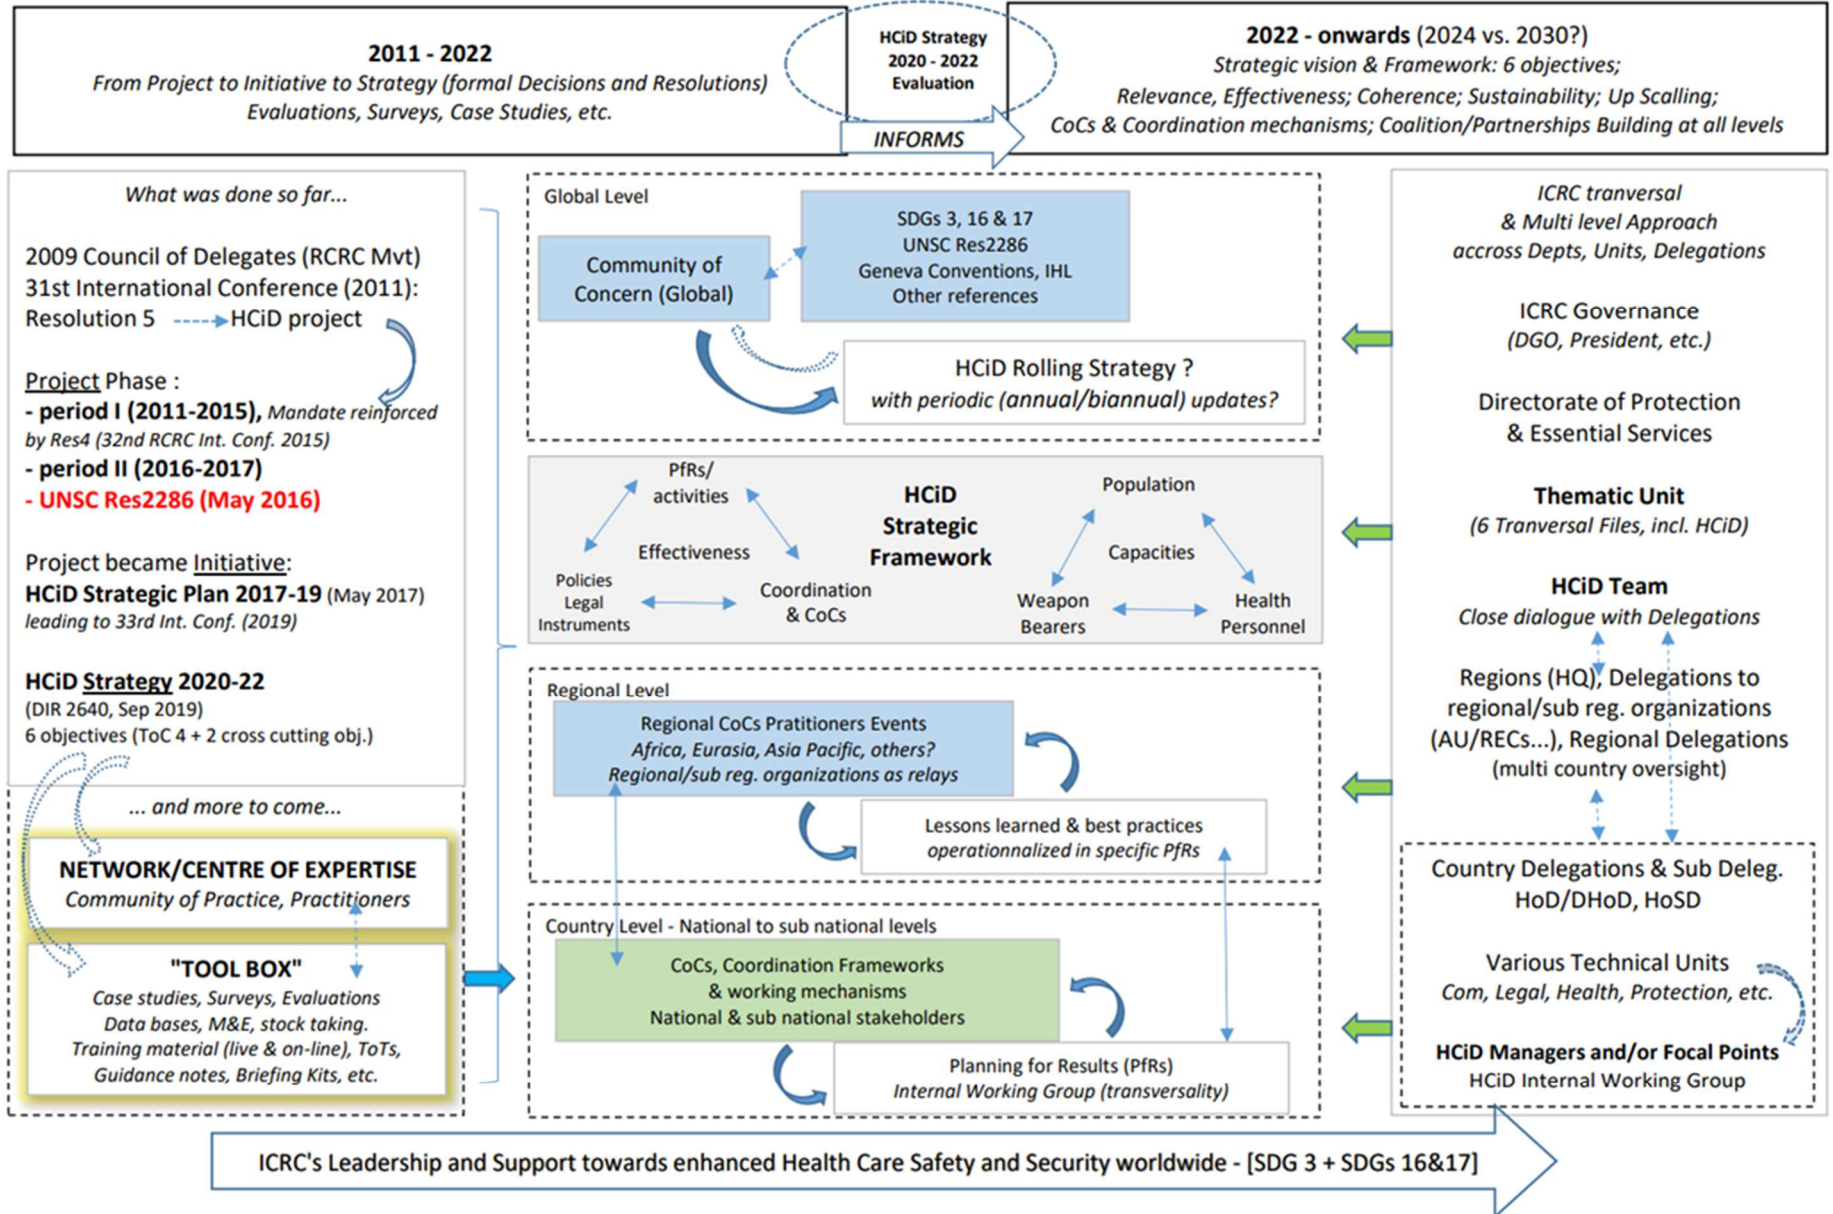 2011 - 2022
From Project to Initiative to Strategy (formal Decisions and Resolutions)
Evaluations, Surveys, Case Studies, etc.
HCiD Strategy
2020 - 2022
Evaluation
INFORMS
2022 - onwards (2024 vs. 2030?)
Strategic vision & Framework: 6 objectives;
Relevance, Effectiveness; Coherence; Sustainability; Up Scalling;
CoCs & Coordination mechanisms; Coalition/Partnerships Building at all levels
What was done so far...
2009 Council of Delegates (RCRC Mvt)
31st International Conference (2011):
Resolution 5 HCiD project
Project Phase :
- period I (2011-2015), Mandate reinforced
by Res4 (32nd RCRC Int. Conf. 2015)
- period II (2016-2017)
- UNSC Res2286 (May 2016)
Project became Initiative:
HCiD Strategic Plan 2017-19 (May 2017)
leading to 33rd Int. Conf. (2019)
HCiD Strategy 2020-22
(DIR 2640, Sep 2019)
6 objectives (ToC 4 + 2 cross cutting obj.)
... and more to come...
NETWORK/CENTRE OF EXPERTISE
Community of Practice, Practitioners
"TOOL BOX"
Case studies, Surveys, Evaluations
Data bases, M&E, stock taking.
Training material (live & on-line), ToTs,
Guidance notes, Briefing Kits, etc.
Global Level
Community of
Concern (Global)
SDGs 3, 16 & 17
UNSC Res2286
Geneva Conventions, IHL
Other references
HCiD Rolling Strategy ?
with periodic (annual/biannual) updates?
PfRs/
activities
Effectiveness
Policies
Legal
Instruments
Coordination
& CoCs
HCiD
Strategic
Framework
Population
Capacities
Weapon
Bearers
Health
Personnel
Regional Level
Regional CoCs Pratitioners Events
Africa, Eurasia, Asia Pacific, others?
Regional/sub reg. organizations as relays
Lessons learned & best practices
operationnalized in specific PfRs
Country Level - National to sub national levels
CoCs, Coordination Frameworks
& working mechanisms
National & sub national stakeholders
Planning for Results (PfRs)
Internal Working Group (transversality)
ICRC tranversal
& Multi level Approach
accross Depts, Units, Delegations
ICRC Governance
(DGO, President, etc.)
Directorate of Protection
& Essential Services
Thematic Unit
(6 Tranversal Files, incl. HCiD)
HCiD Team
Close dialogue with Delegations
Regions (HQ), Delegations to
regional/sub reg. organizations
(AU/RECs...), Regional Delegations
(multi country oversight)
Country Delegations & Sub Deleg.
HoD/DHoD, HoSD
Various Technical Units
Com, Legal, Health, Protection, etc.
HCiD Managers and/or Focal Points
HCiD Internal Working Group
ICRC's Leadership and Support towards enhanced Health Care Safety and Security worldwide - [SDG 3 + SDGs 16&17]